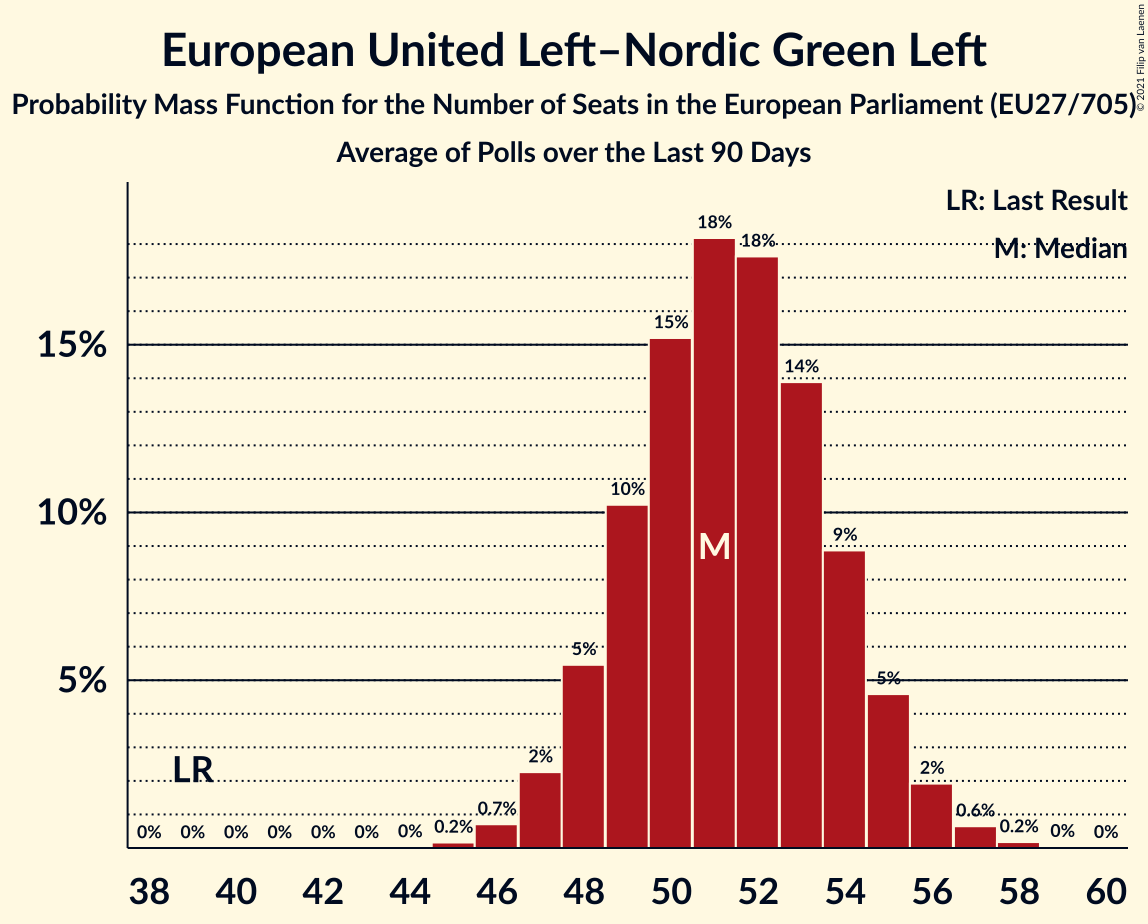 European United Left–Nordic Green Left
Probability Mass Function for the Number of Seats in the European Parliament (EU27/705)
Average of Polls over the Last 90 Days
© 2021 Filip van Laenen
LR: Last Result
M: Median
18%
18%
15%
15%
14%
10%
10%
9%
M
5%
5%
5%
LR
2%
2%
0.7%
0.6%
0% 0% 0% 0% 0% 0% 0% 0.2% 0.2% 0% 0%
38 40 42 44 46 48 50 52 54 56 58 60